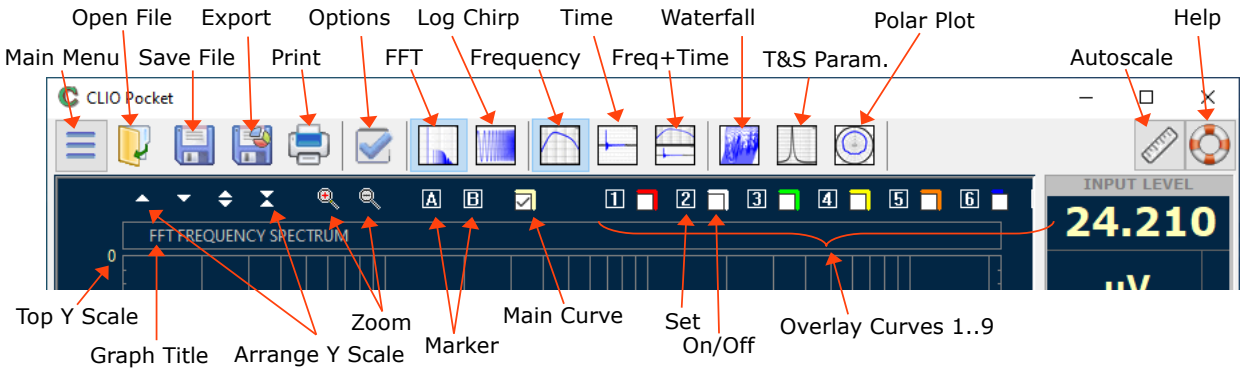 Open File Export Options Log Chirp Time Waterfall Polar Plot Help
Main Menu Save File Print FFT Frequency Freq+Time T&S Param. Autoscale
CLIO Pocket
INPUT LEVEL
A B 1 2 3 4 5 6
24.210
FFT FREQUENCY SPECTRUM
0
uV
Top Y Scale Zoom Main Curve Set Overlay Curves 1..9
Graph Title Arrange Y Scale Marker On/Off